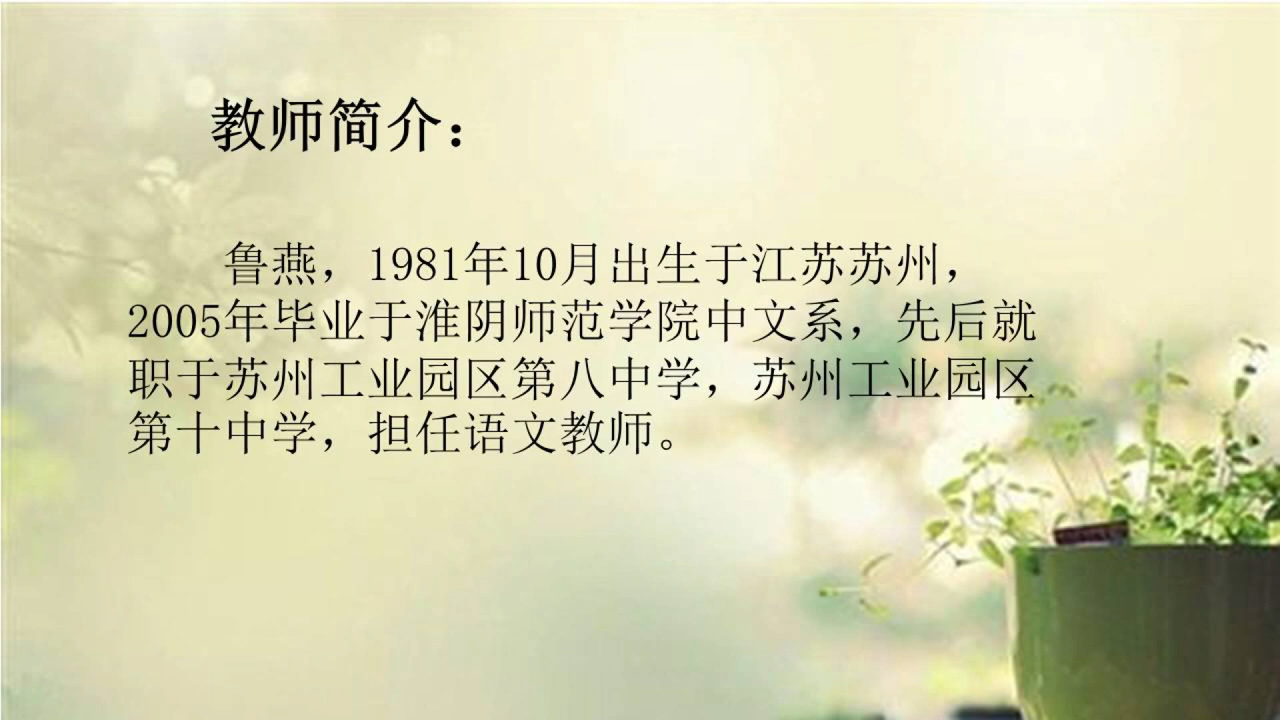 教师简介：
鲁燕，1981年10月出生于江苏苏州，
2005年毕业于淮阴师范学院中文系，先后就
职于苏州工业园区第八中学，苏州工业园区
第十中学，担任语文教师。